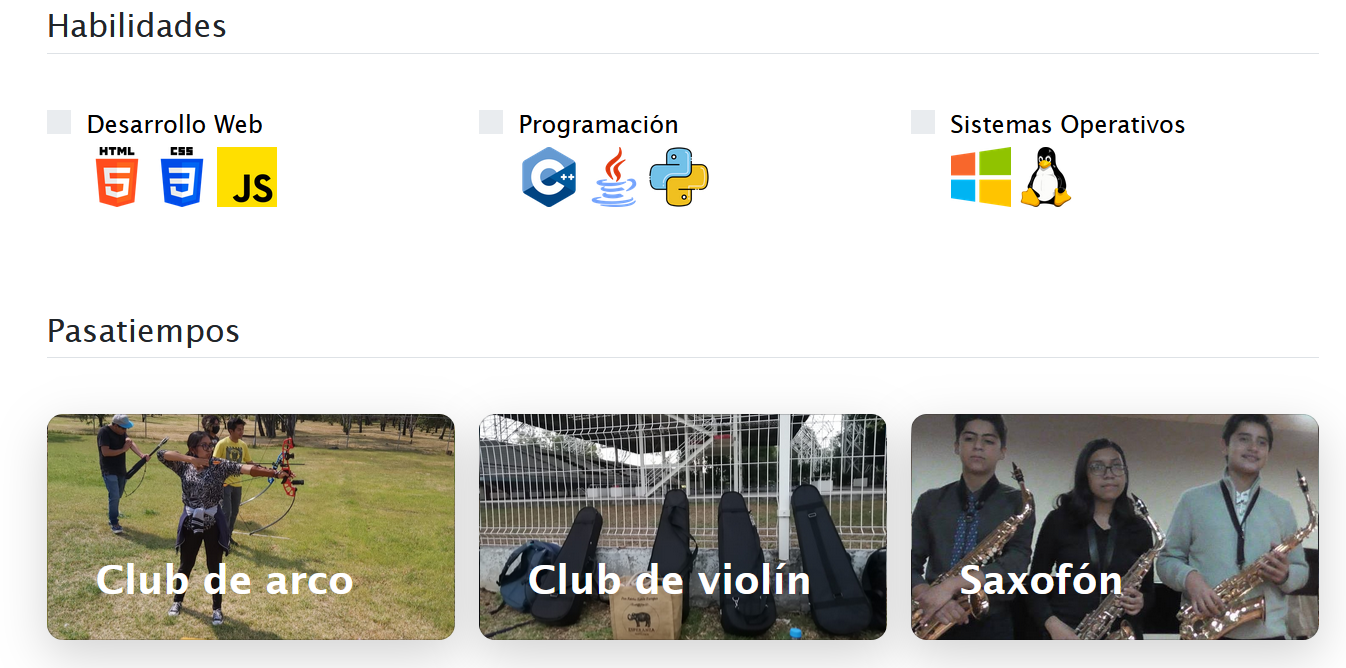 Habilidades
Desarrollo Web
HTML
5
CSS
3
JS
Programación
C++
Sistemas Operativos
Pasatiempos
Club de arco
Club de violín
Saxofón